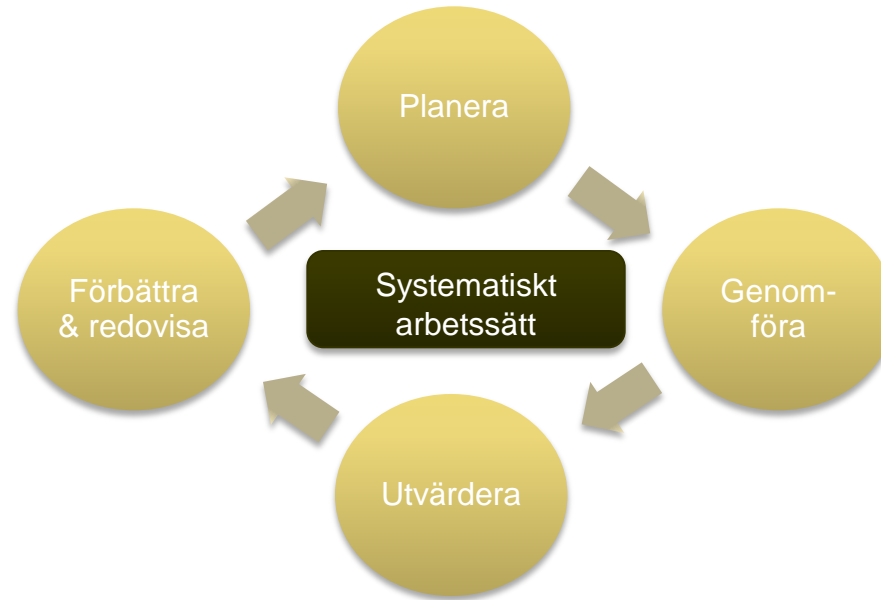 Planera
Förbättra
& redovisa
Systematiskt
arbetssätt
Genom-
föra
Utvärdera